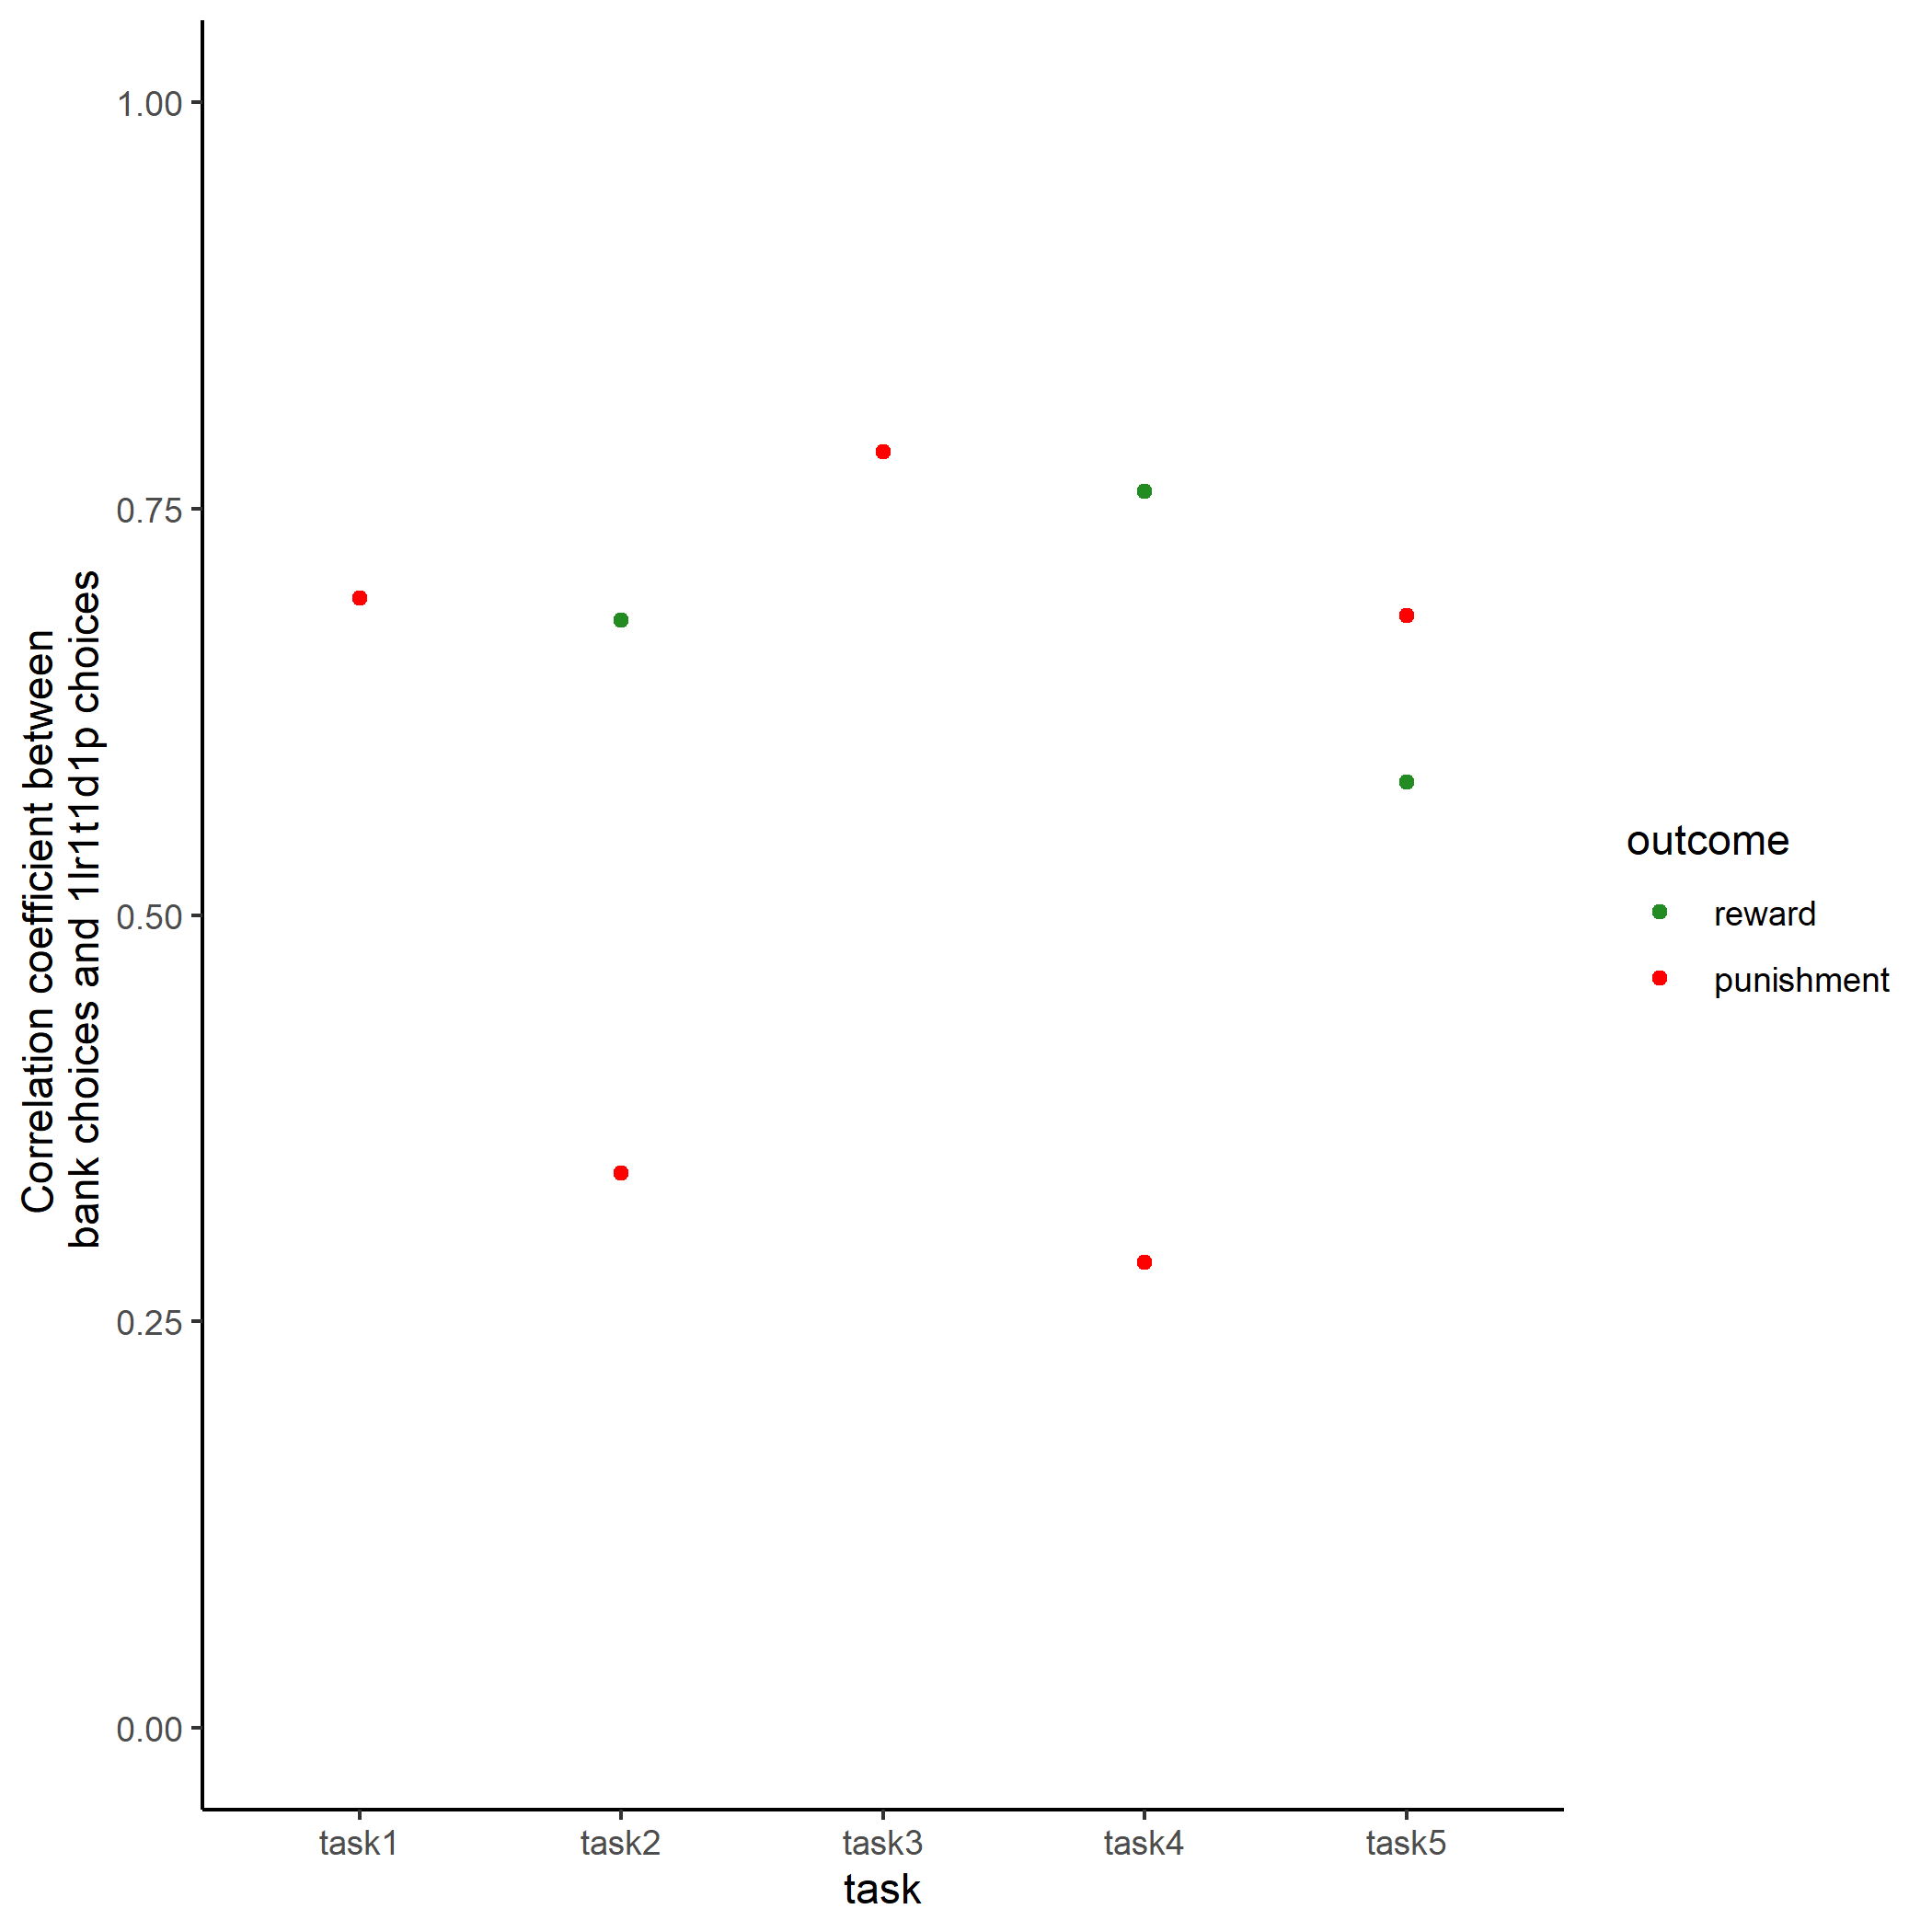 Correlation coefficient between
bank choices and 1lr1t1d1p choices
1.00
0.75
0.50
0.25
0.00
task1 task2 task3 task4 task5
task
outcome
reward
punishment